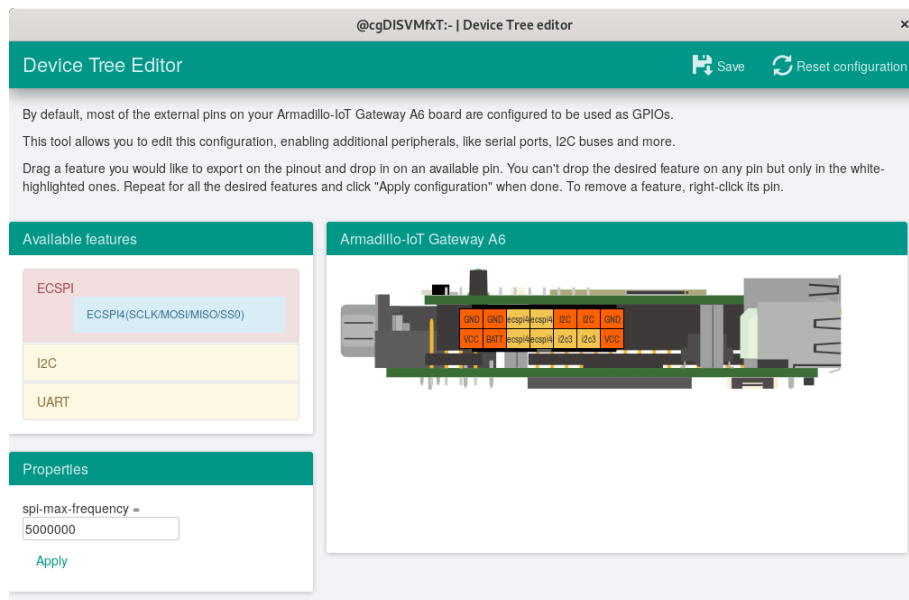 @cgDISVMfxT:- | Device Tree editor
×
Device Tree Editor
Save
Reset configuration
By default, most of the external pins on your Armadillo-IoT Gateway A6 board are configured to be used as GPIOs.
This tool allows you to edit this configuration, enabling additional peripherals, like serial ports, I2C buses and more.
Drag a feature you would like to export on the pinout and drop in on an available pin. You can't drop the desired feature on any pin but only in the white-
highlighted ones. Repeat for all the desired features and click "Apply configuration" when done. To remove a feature, right-click its pin.
Available features
ECSPI
ECSPI4(SCLK/MOSI/MISO/SS0)
I2C
UART
Armadillo-IoT Gateway A6
GND GND ecspi4 ecspi4 I2C I2C GND
VCC BATT ecspi4 ecspi4 i2c3 i2c3 VCC
Properties
spi-max-frequency =
5000000
Apply